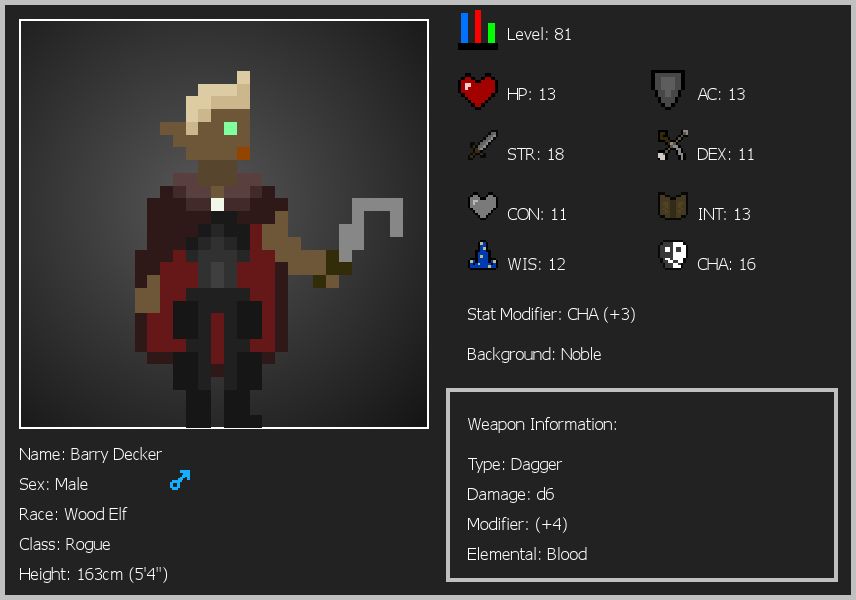 Level: 81
HP: 13
AC: 13
STR: 18
DEX: 11
CON: 11
INT: 13
WIS: 12
CHA: 16
Stat Modifier: CHA (+3)
Background: Noble
Weapon Information:
Type: Dagger
Damage: d6
Modifier: (+4)
Elemental: Blood
Name: Barry Decker
Sex: Male
Race: Wood Elf
Class: Rogue
Height: 163cm (5'4")